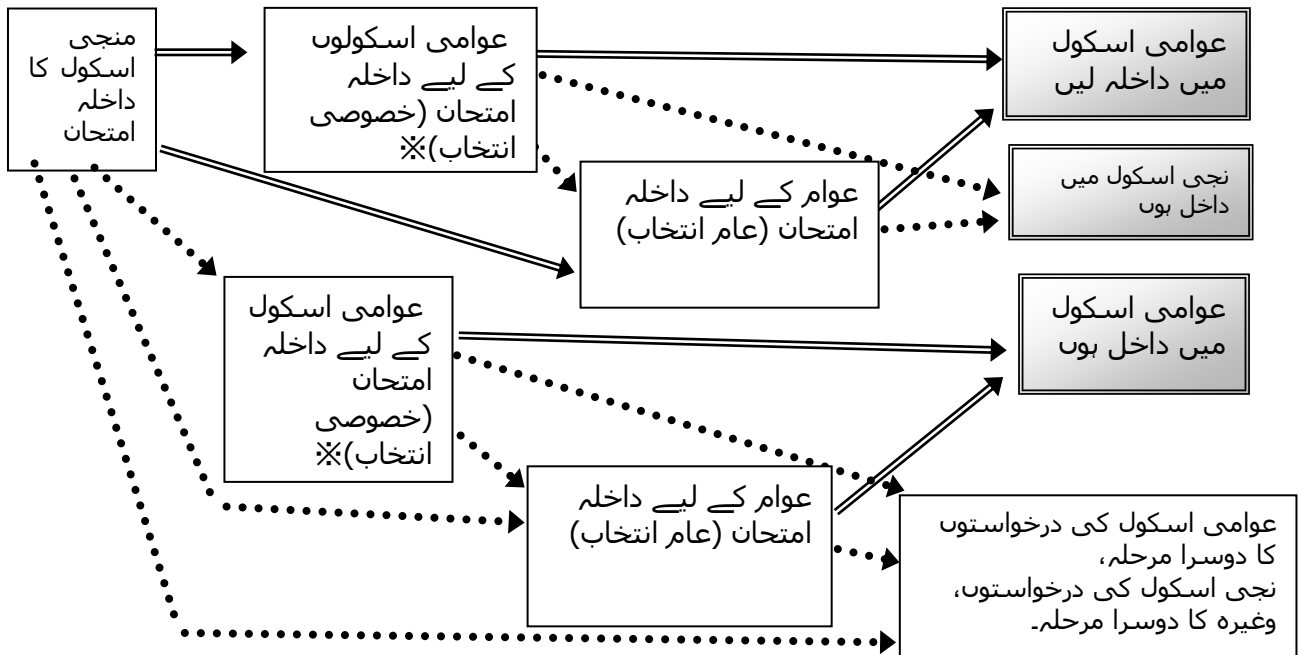 منجی
اسکول کا
داخلہ
امتحان
عوامی اسکولوں
کے لیے داخلہ
امتحان (خصوصی
انتخاب)※
عوامی اسکول
میں داخلہ لیں
نجی اسکول میں
داخل ہوں
عوام کے لیے داخلہ
امتحان (عام انتخاب)
عوامی اسکول
کے لیے داخلہ
امتحان
(خصوصی
انتخاب)※
عوامی اسکول
میں داخل ہوں
عوام کے لیے داخلہ
امتحان (عام انتخاب)
عوامی اسکول کی درخواستوں
کا دوسرا مرحلہ،
نجی اسکول کی درخواستوں،
وغیرہ کا دوسرا مرحلہ۔